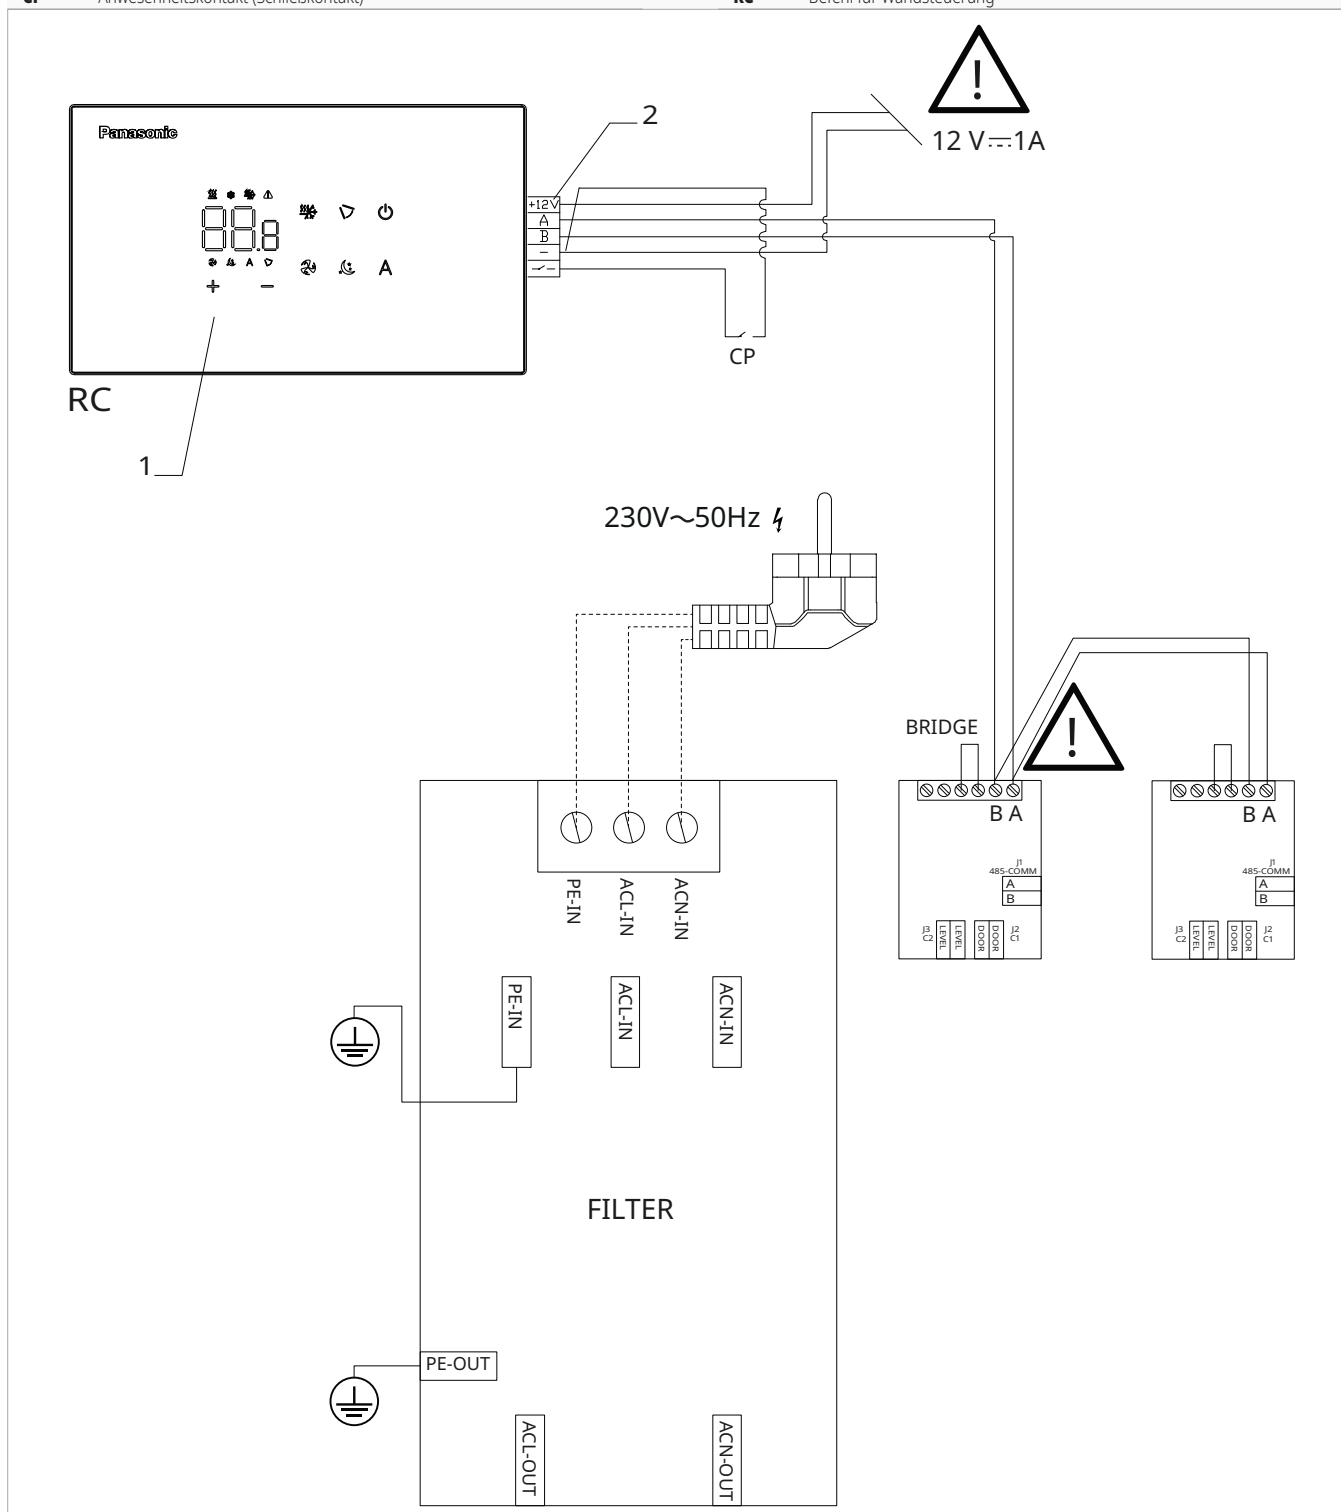 CP Anwesenheitskontakt (Schließkontakt)
RC Befehl für Wandsteuerung
Panasonic
2
12 V 1A
+12V
A
B
A
CP
RC
1
230V~50Hz
BRIDGE
B A
B A
J1
485-COMM
A
B
J1
485-COMM
A
B
J3
C2
LEVEL
LEVEL
DOOR
DOOR
J2
C1
J3
C2
LEVEL
LEVEL
DOOR
DOOR
J2
C1
PE-IN
ACL-IN
ACN-IN
PE-IN
ACL-IN
ACN-IN
FILTER
PE-OUT
ACL-OUT
ACN-OUT